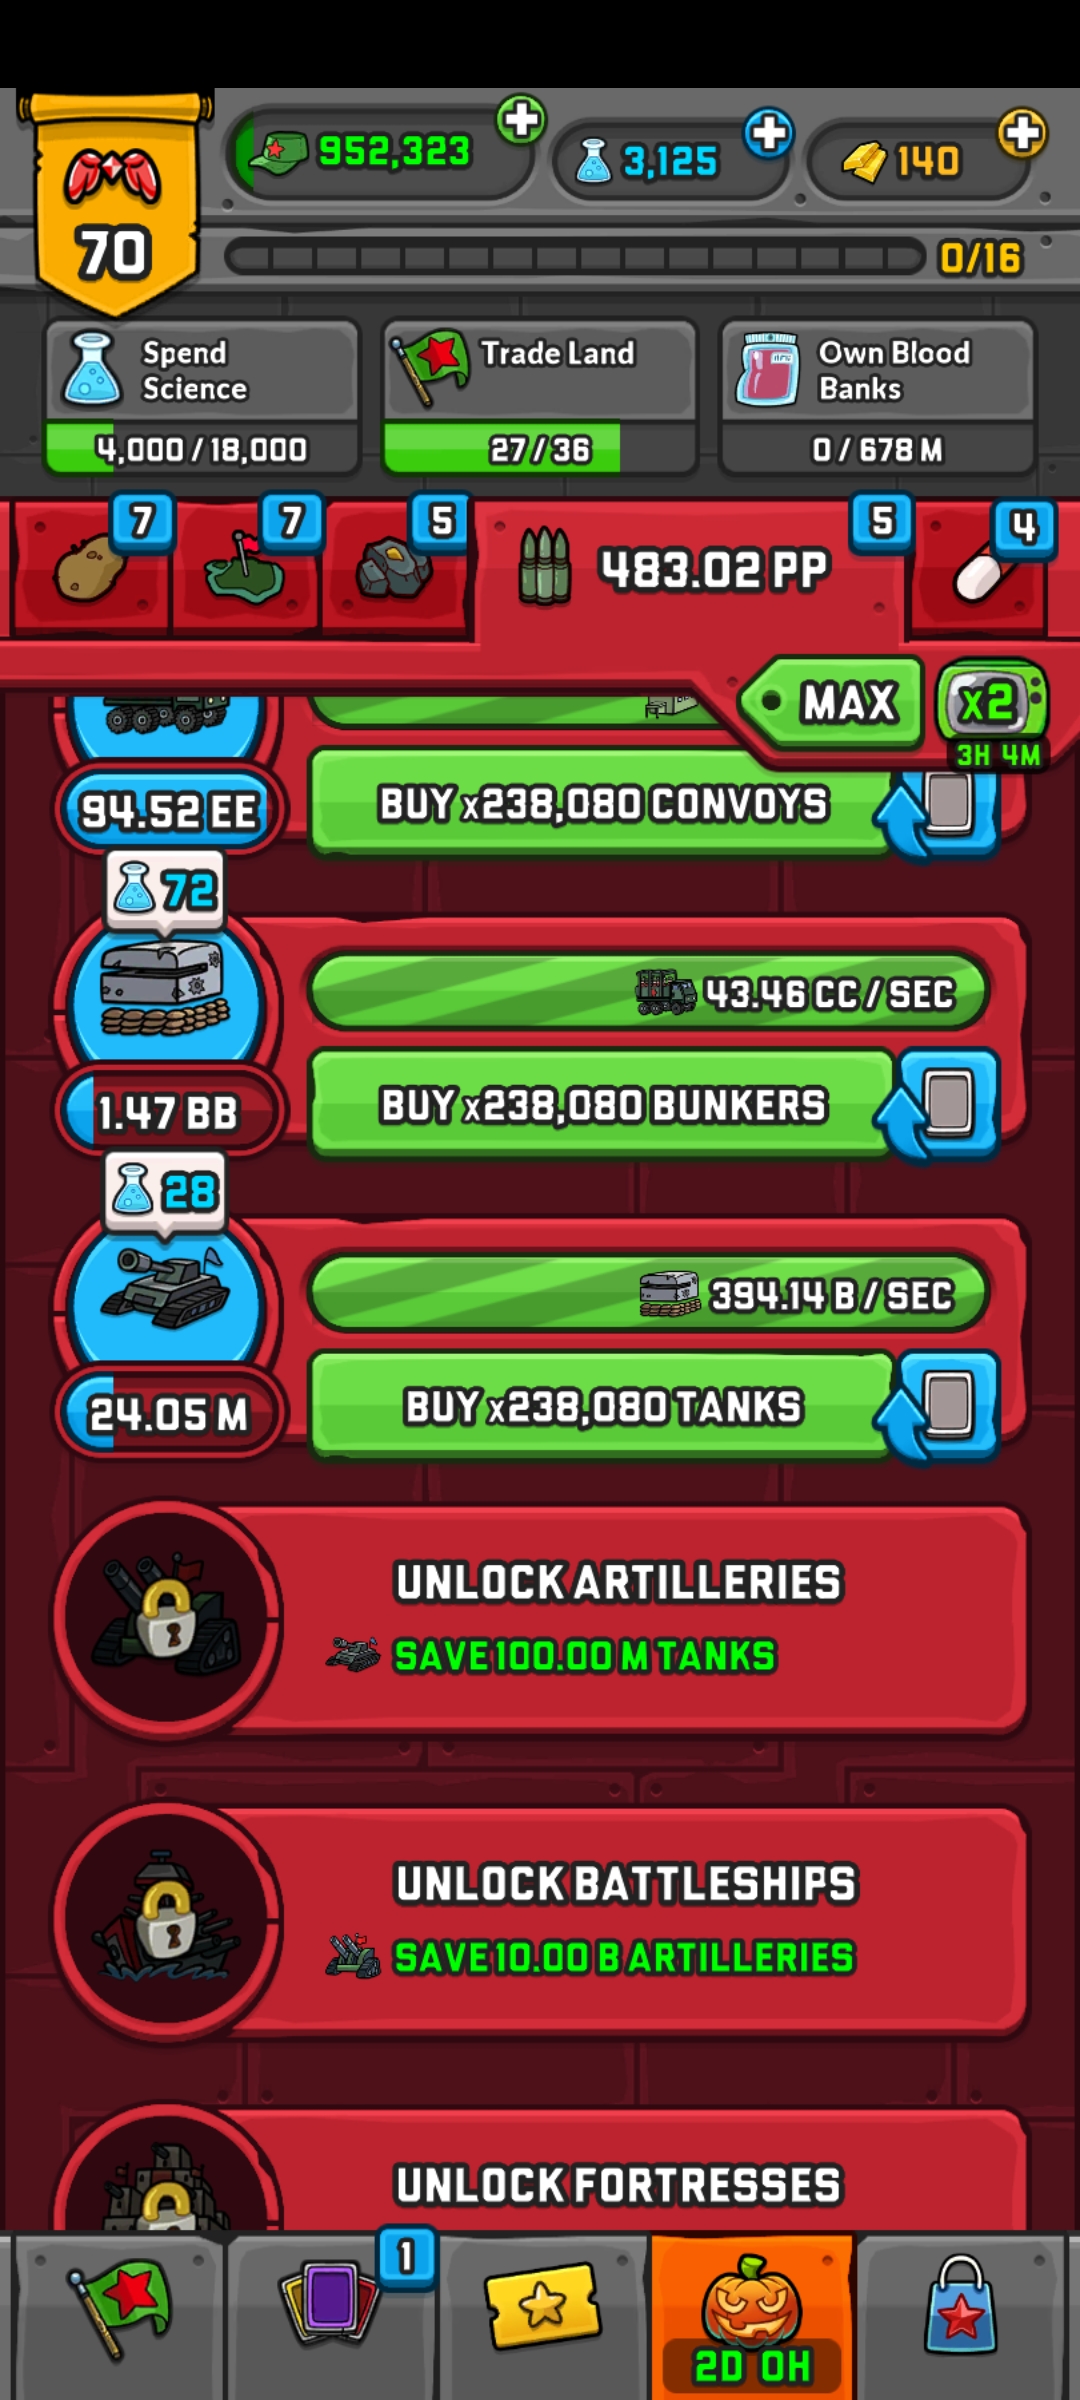 952,323
3,125
140
70
0/16
Spend
Science
Trade Land
Own Blood
Banks
4,000/18,000
27/36
0/678 M
7
7
5
483.02 PP
5
4
MAX
x2
3H 4M
94.52 EE
BUY x238,080 CONVOYS
72
43.46 CC/SEC
1.47 BB
BUY x238,080 BUNKERS
28
394.14 B/SEC
24.05 M
BUY x238,080 TANKS
UNLOCK ARTILLERIES
SAVE 100.00 M TANKS
UNLOCK BATTLESHIPS
SAVE 10.00 B ARTILLERIES
UNLOCK FORTRESSES
1
2D 0H